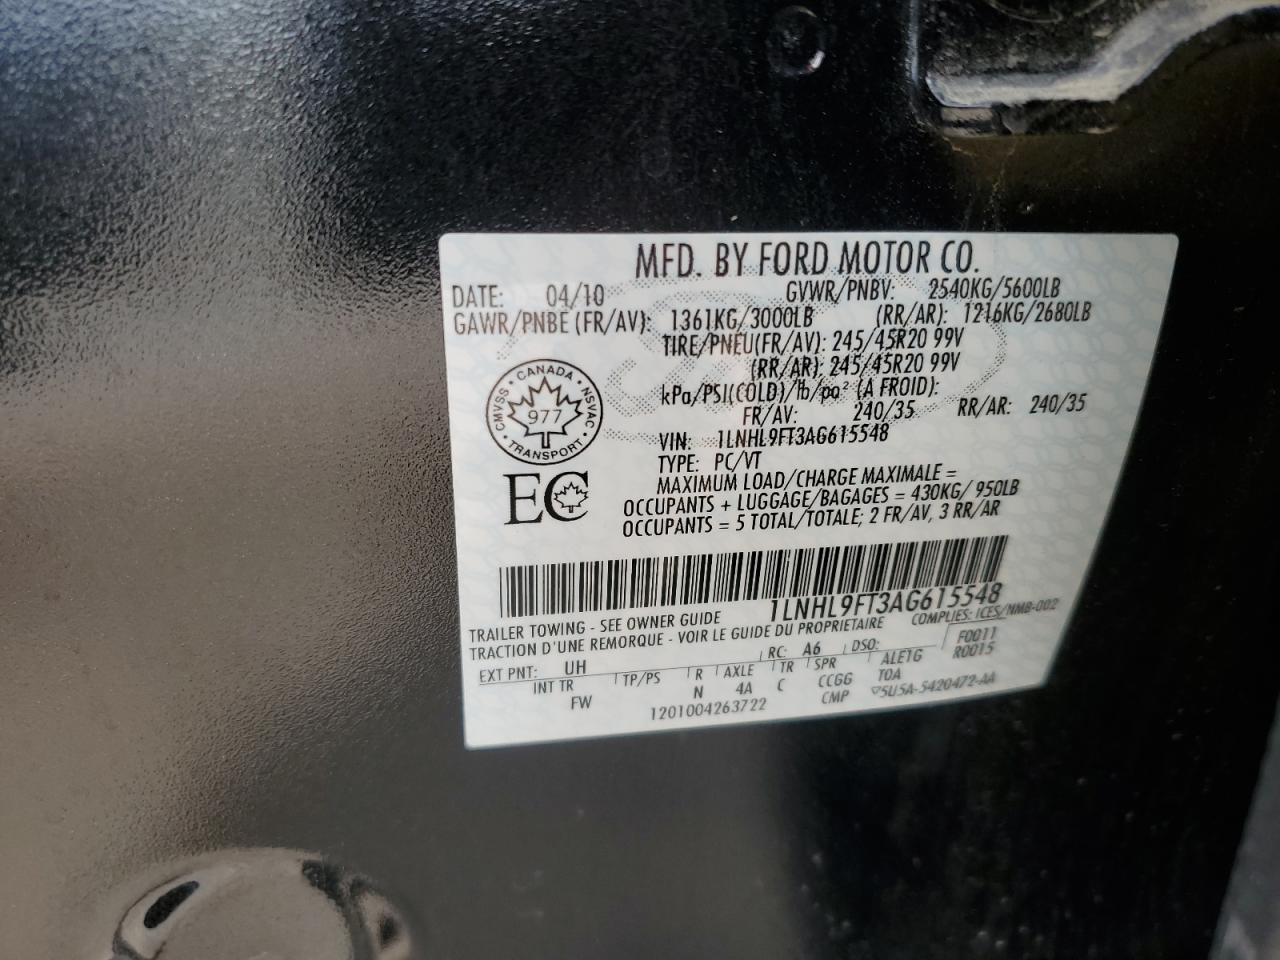 MFD. BY FORD MOTOR CO.
DATE: 04/10 GVWR/PNBV: 2540KG/5600LB
GAWR/PNBE (FR/AV): 1361KG/3000LB (RR/AR): 1216KG/2680LB
TIRE/PNEU(FR/AV): 245/45R20 99V
(RR/AR): 245/45R20 99V
kPa/PSI(COLD)/lb/po² (A FROID):
FR/AV: 240/35 RR/AR: 240/35
CANADA
CMVSS NSVAC
977
TRANSPORT
VIN: 1LNHL9FT3AG615548
TYPE: PC/VT
MAXIMUM LOAD/CHARGE MAXIMALE =
OCCUPANTS + LUGGAGE/BAGAGES = 430KG/ 950LB
OCCUPANTS = 5 TOTAL/TOTALE; 2 FR/AV, 3 RR/AR
EC
1LNHL9FT3AG615548
TRAILER TOWING - SEE OWNER GUIDE COMPLIES: ICES/NMB-002
TRACTION D'UNE REMORQUE - VOIR LE GUIDE DU PROPRIETAIRE
EXT PNT: UH RC: A6 DSO: F0011
R0015
INT TR TP/PS R AXLE TR SPR ALE1G
FW N 4A C CCGG TOA
1201004263722 CMP ▽5U5A-5420472-AA